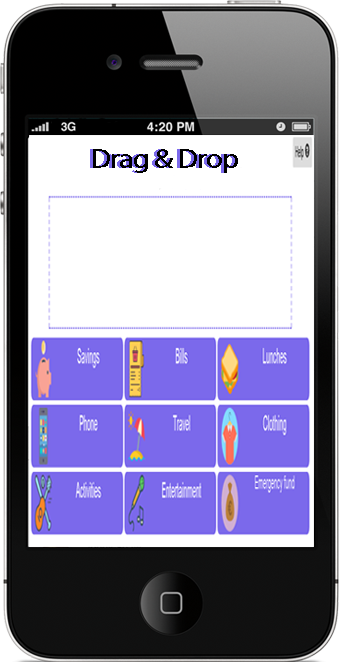 3G 4:20 PM
Help
Drag & Drop
Savings Bills Lunches
Phone Travel Clothing
Activities Entertainment Emergency fund